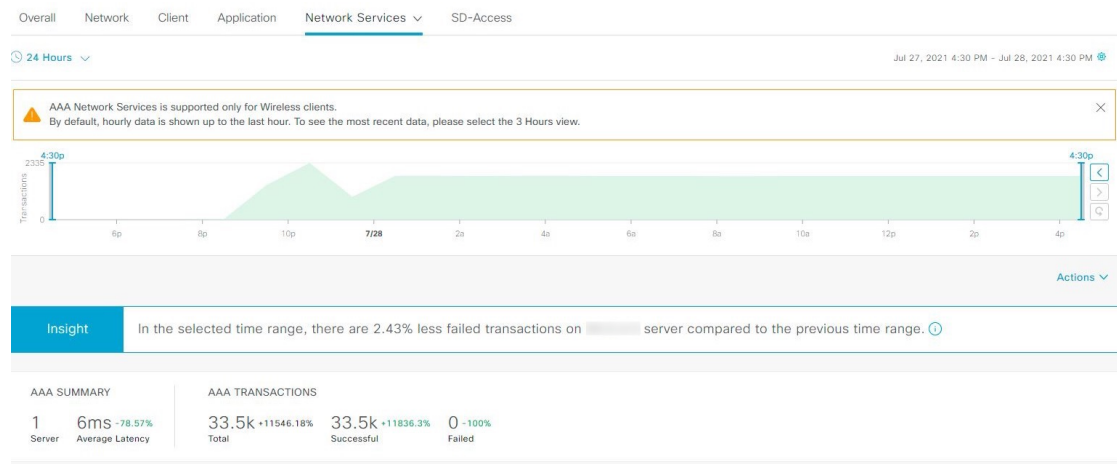 Overall Network Client Application Network Services SD-Access
24 Hours Jul 27, 2021 4:30 PM - Jul 28, 2021 4:30 PM
AAA Network Services is supported only for Wireless clients.
By default, hourly data is shown up to the last hour. To see the most recent data, please select the 3 Hours view.
4:30p 4:30p
2335
Transactions
0
6p 8p 10p 7/28 2a 4a 6a 8a 10a 12p 2p 4p
Actions
Insight In the selected time range, there are 2.43% less failed transactions on server compared to the previous time range.
AAA SUMMARY AAA TRANSACTIONS
1 6ms -78.57% 33.5k +11546.18% 33.5k +11836.3% 0 -100%
Server Average Latency Total Successful Failed